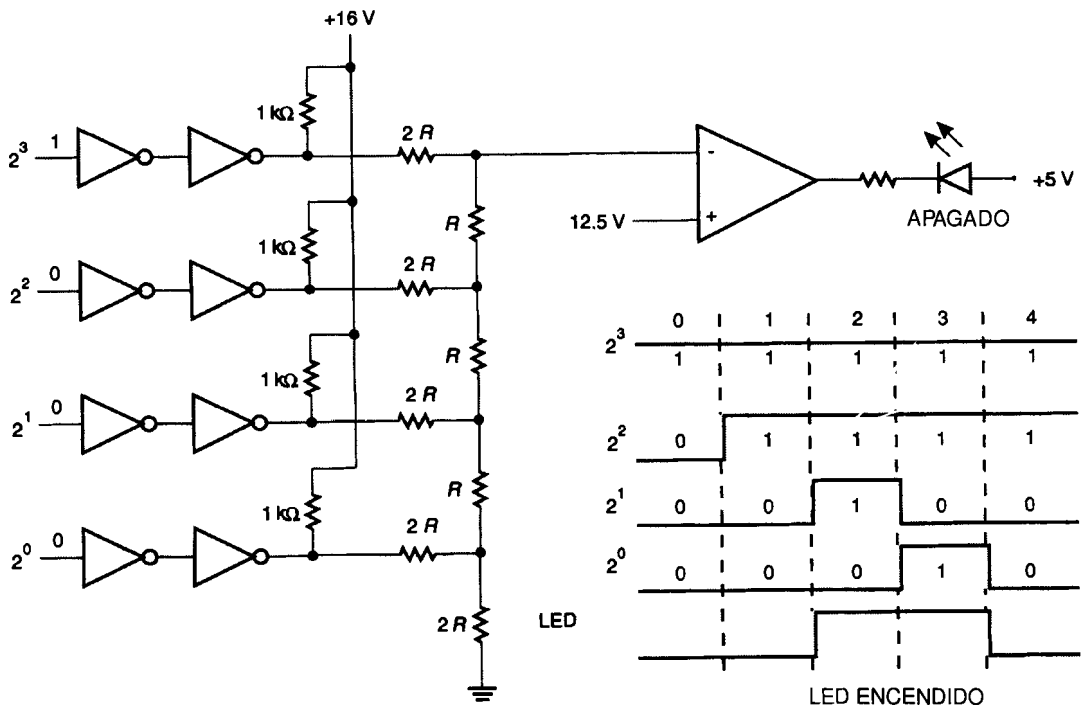 +16 V
1 kΩ
2³ 1
2 R
-
+
12.5 V
+5 V
APAGADO
R
1 kΩ
2² 0
2 R
R
1 kΩ
2¹ 0
2 R
R
1 kΩ
2⁰ 0
2 R
2 R
0 1 2 3 4
2³
1 1 1 1 1
2² 0 1 1 1 1
2¹ 0 0 1 0 0
2⁰ 0 0 0 1 0
LED
LED ENCENDIDO